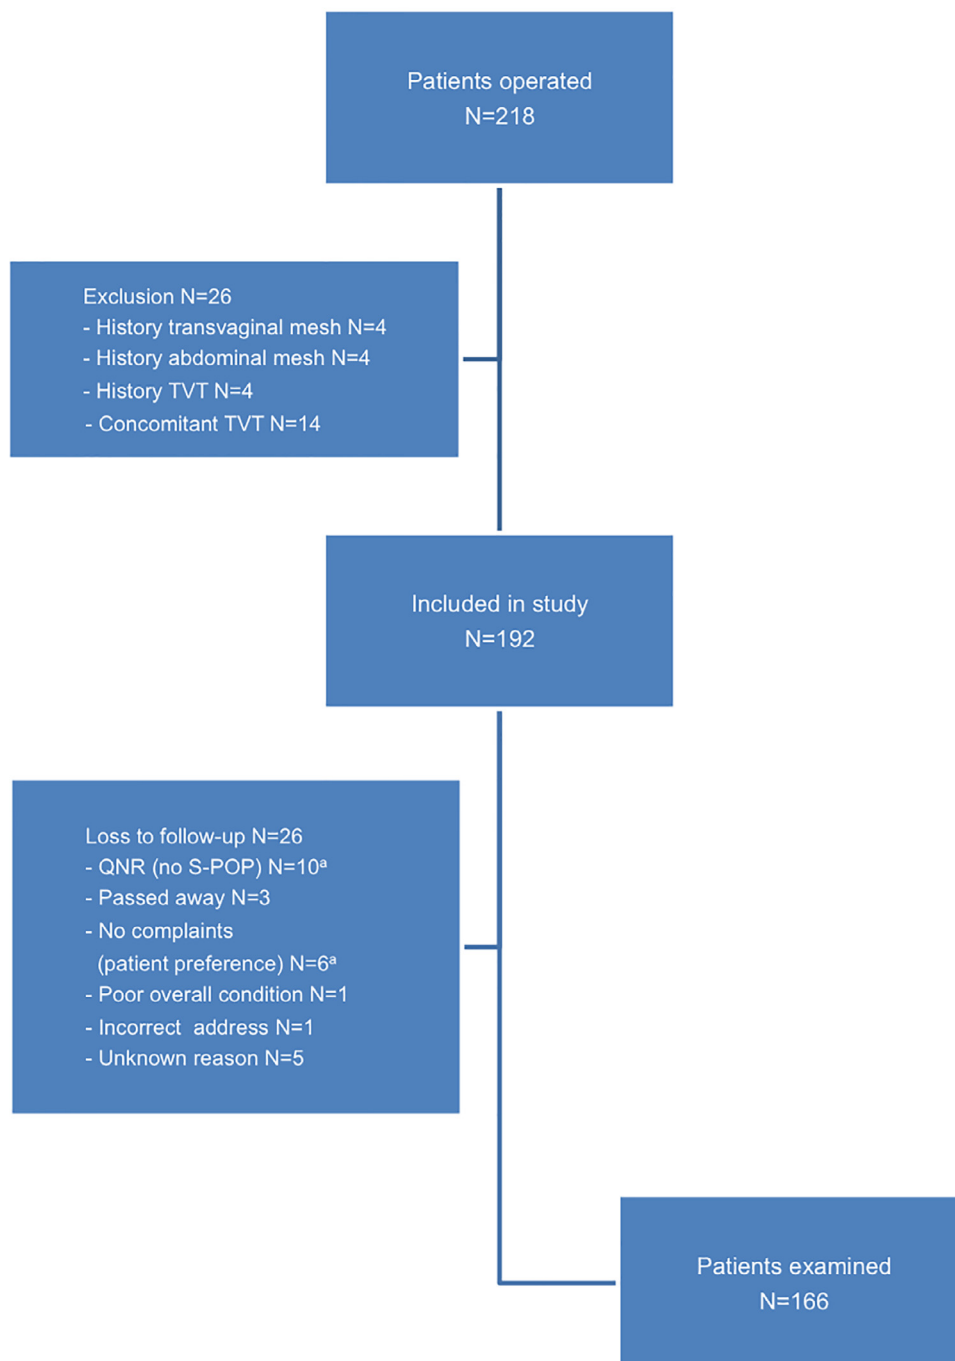 Patients operated
N=218
Exclusion N=26
- History transvaginal mesh N=4
- History abdominal mesh N=4
- History TVT N=4
- Concomitant TVT N=14
Included in study
N=192
Loss to follow-up N=26
- QNR (no S-POP) N=10ᵃ
- Passed away N=3
- No complaints
(patient preference) N=6ᵃ
- Poor overall condition N=1
- Incorrect address N=1
- Unknown reason N=5
Patients examined
N=166